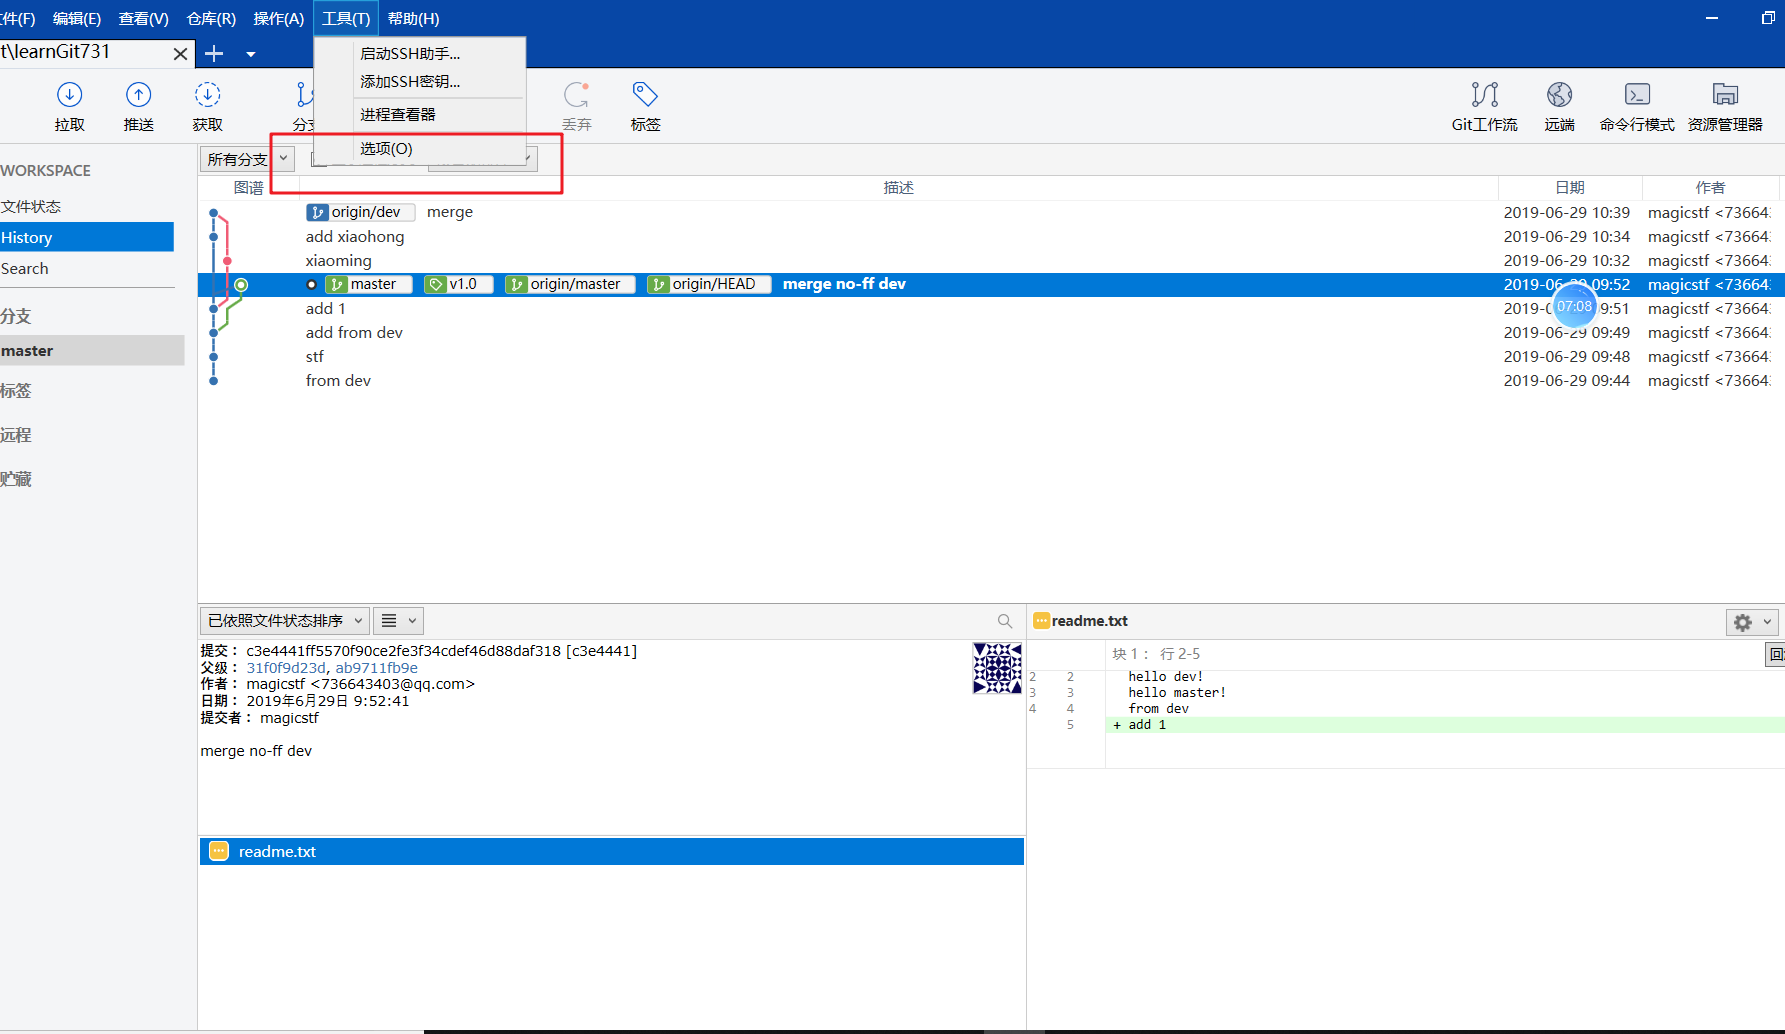 件(F) 编辑(E) 查看(V) 仓库(R) 操作(A) 工具(T) 帮助(H)
t\learnGit731
启动SSH助手...
添加SSH密钥...
进程查看器
选项(O)
拉取 推送 获取 分支 丢弃 标签 Git工作流 远端 命令行模式 资源管理器
所有分支
图谱 描述 日期 作者
WORKSPACE
文件状态
History
Search
分支
master
标签
远程
贮藏
origin/dev merge 2019-06-29 10:39 magicstf <73664
add xiaohong 2019-06-29 10:34 magicstf <73664
xiaoming 2019-06-29 10:32 magicstf <73664
master v1.0 origin/master origin/HEAD merge no-ff dev 2019-06-29 09:52 magicstf <73664
07:08
add 1 2019-06-29 09:51 magicstf <73664
add from dev 2019-06-29 09:49 magicstf <73664
stf 2019-06-29 09:48 magicstf <73664
from dev 2019-06-29 09:44 magicstf <73664
已依照文件状态排序
提交： c3e4441ff5570f90ce2fe3f34cdef46d88daf318 [c3e4441]
父级： 31f0f9d23d, ab9711fb9e
作者： magicstf <736643403@qq.com>
日期： 2019年6月29日 9:52:41
提交者： magicstf
merge no-ff dev
readme.txt
readme.txt
块 1： 行 2-5
回
2 2 hello dev!
3 3 hello master!
4 4 from dev
5 + add 1